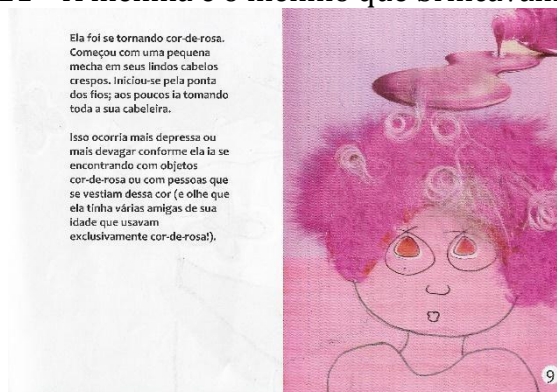 A menina e o menino que brincavam
Ela foi se tornando cor-de-rosa.
Começou com uma pequena
mecha em seus lindos cabelos
crespos. Iniciou-se pela ponta
dos fios; aos poucos ia tomando
toda a sua cabeleira.
Isso ocorria mais depressa ou
mais devagar conforme ela ia se
encontrando com objetos
cor-de-rosa ou com pessoas que
se vestiam dessa cor (e olhe que
ela tinha várias amigas de sua
idade que usavam
exclusivamente cor-de-rosa!).
9